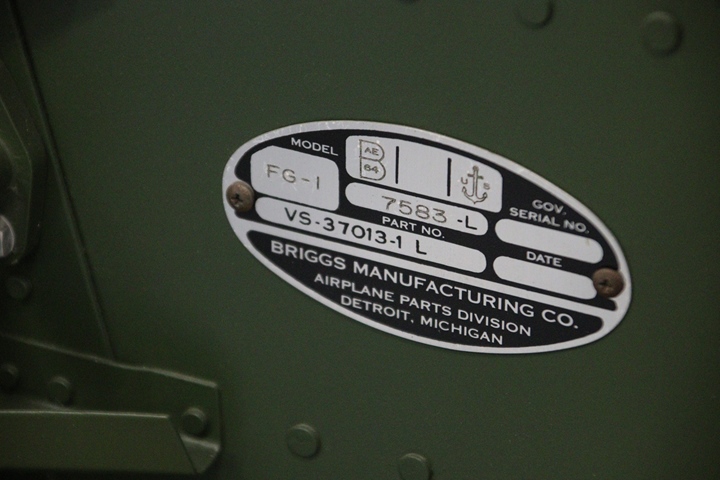 MODEL
FG-1
B AE 64
U S
7583-L
PART NO.
VS-37013-1 L
GOV. SERIAL NO.
DATE
BRIGGS MANUFACTURING CO.
AIRPLANE PARTS DIVISION
DETROIT, MICHIGAN